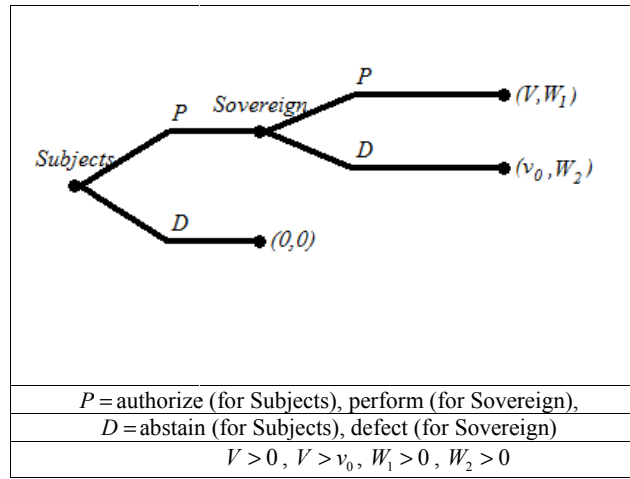 P
(V,W₁)
Sovereign
P
D
(v₀,W₂)
Subjects
D
(0,0)
P = authorize (for Subjects), perform (for Sovereign),
D = abstain (for Subjects), defect (for Sovereign)
V > 0 , V > v₀ , W₁ > 0 , W₂ > 0